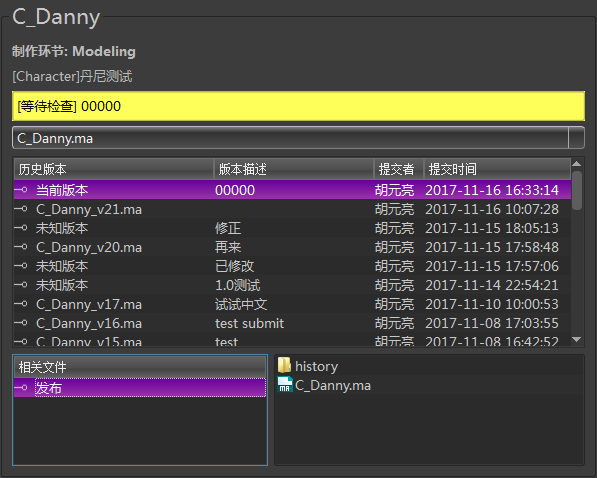 C_Danny
制作环节: Modeling
[Character]丹尼测试
[等待检查] 00000
C_Danny.ma
历史版本 版本描述 提交者 提交时间
当前版本 00000 胡元亮 2017-11-16 16:33:14
C_Danny_v21.ma 胡元亮 2017-11-16 10:07:28
未知版本 修正 胡元亮 2017-11-15 18:05:13
C_Danny_v20.ma 再来 胡元亮 2017-11-15 17:58:48
未知版本 已修改 胡元亮 2017-11-15 17:57:06
未知版本 1.0测试 胡元亮 2017-11-14 22:54:21
C_Danny_v17.ma 试试中文 胡元亮 2017-11-10 10:00:53
C_Danny_v16.ma test submit 胡元亮 2017-11-08 17:03:55
C_Danny_v15.ma test 胡元亮 2017-11-08 16:42:52
相关文件
发布
history
MA C_Danny.ma